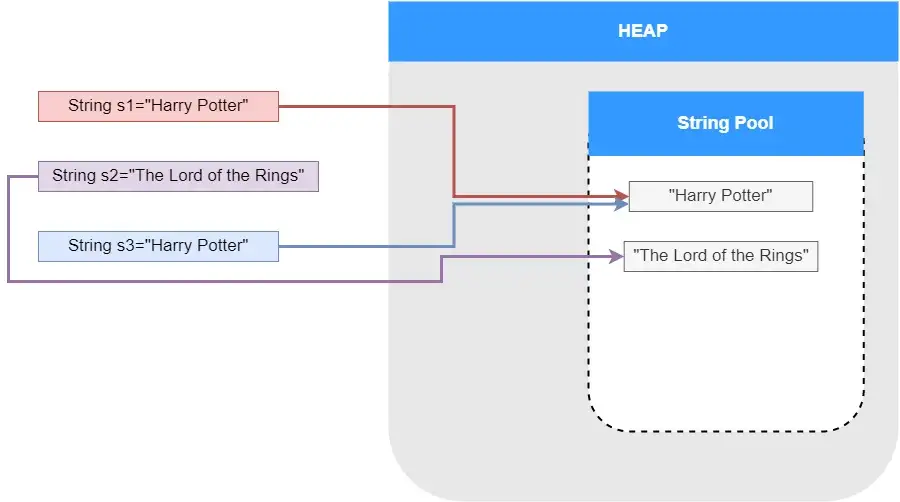 HEAP
String s1="Harry Potter"
String Pool
String s2="The Lord of the Rings"
"Harry Potter"
String s3="Harry Potter"
"The Lord of the Rings"